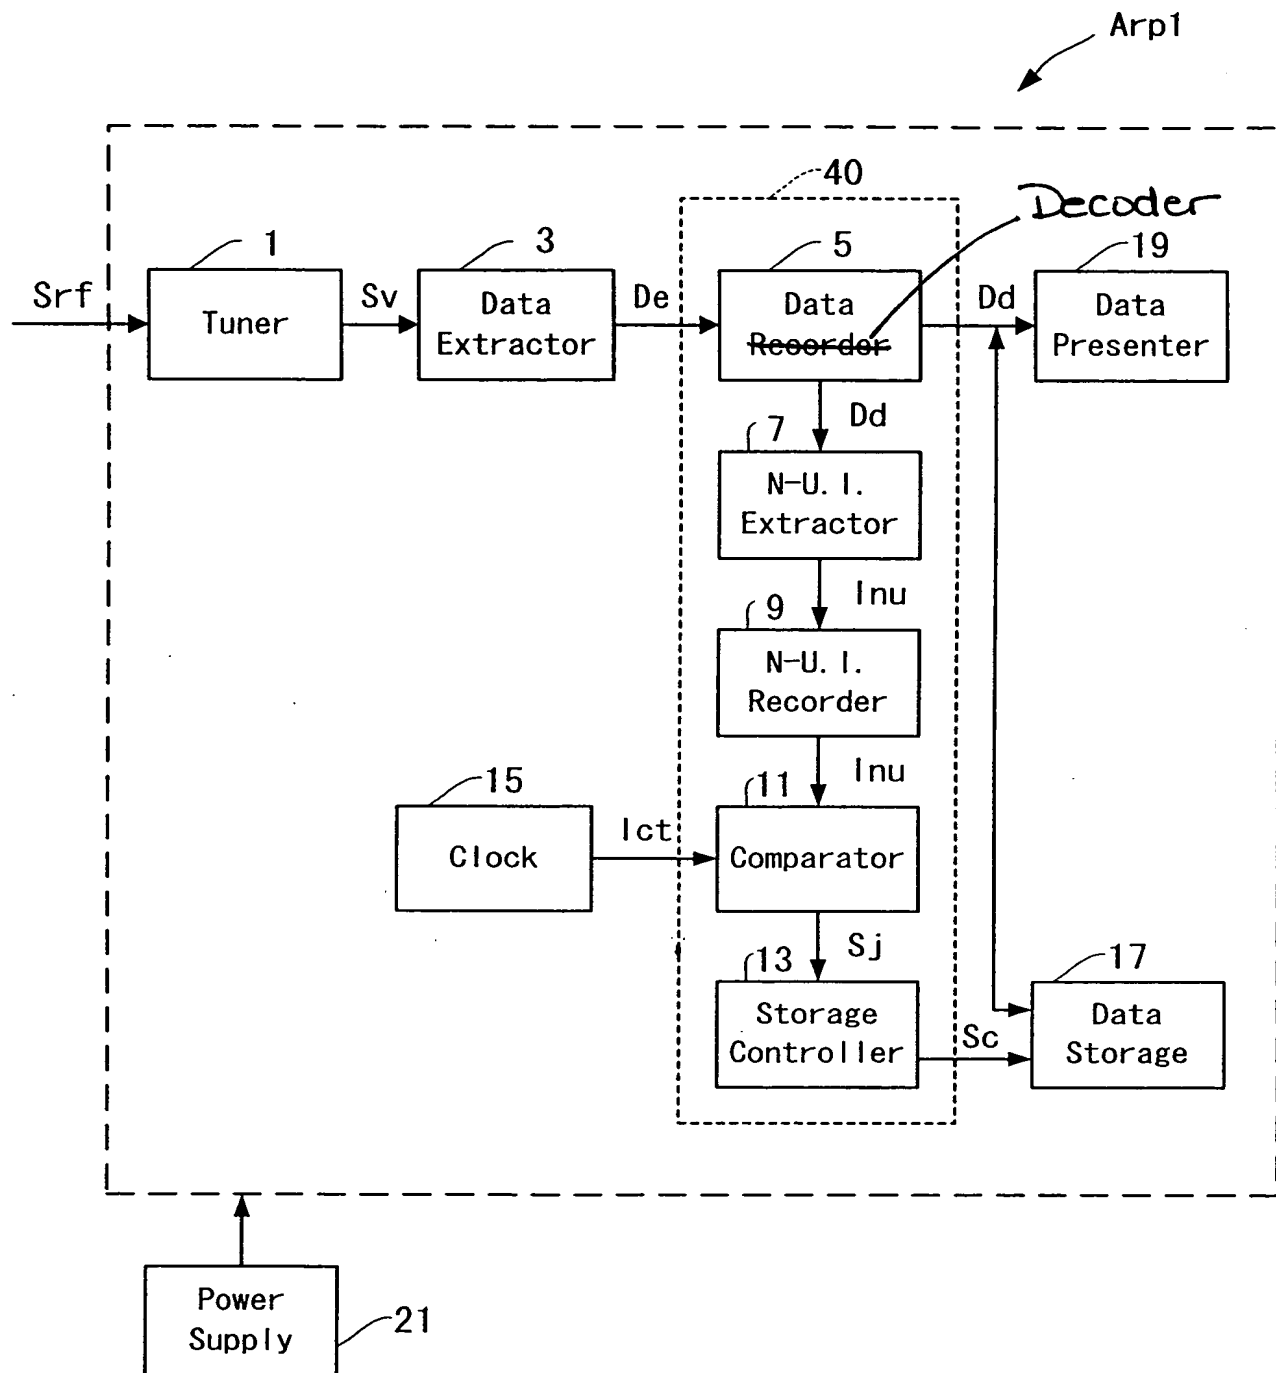 Arp1
40
Decoder
1
3
5
19
Srf
Tuner
Sv
Data
Extractor
De
Data
Recorder
Dd
Data
Presenter
Dd
7
N-U.I.
Extractor
Inu
9
N-U.I.
Recorder
Inu
15
11
Clock
Ict
Comparator
Sj
13
17
Storage
Controller
Sc
Data
Storage
Power
Supply
21